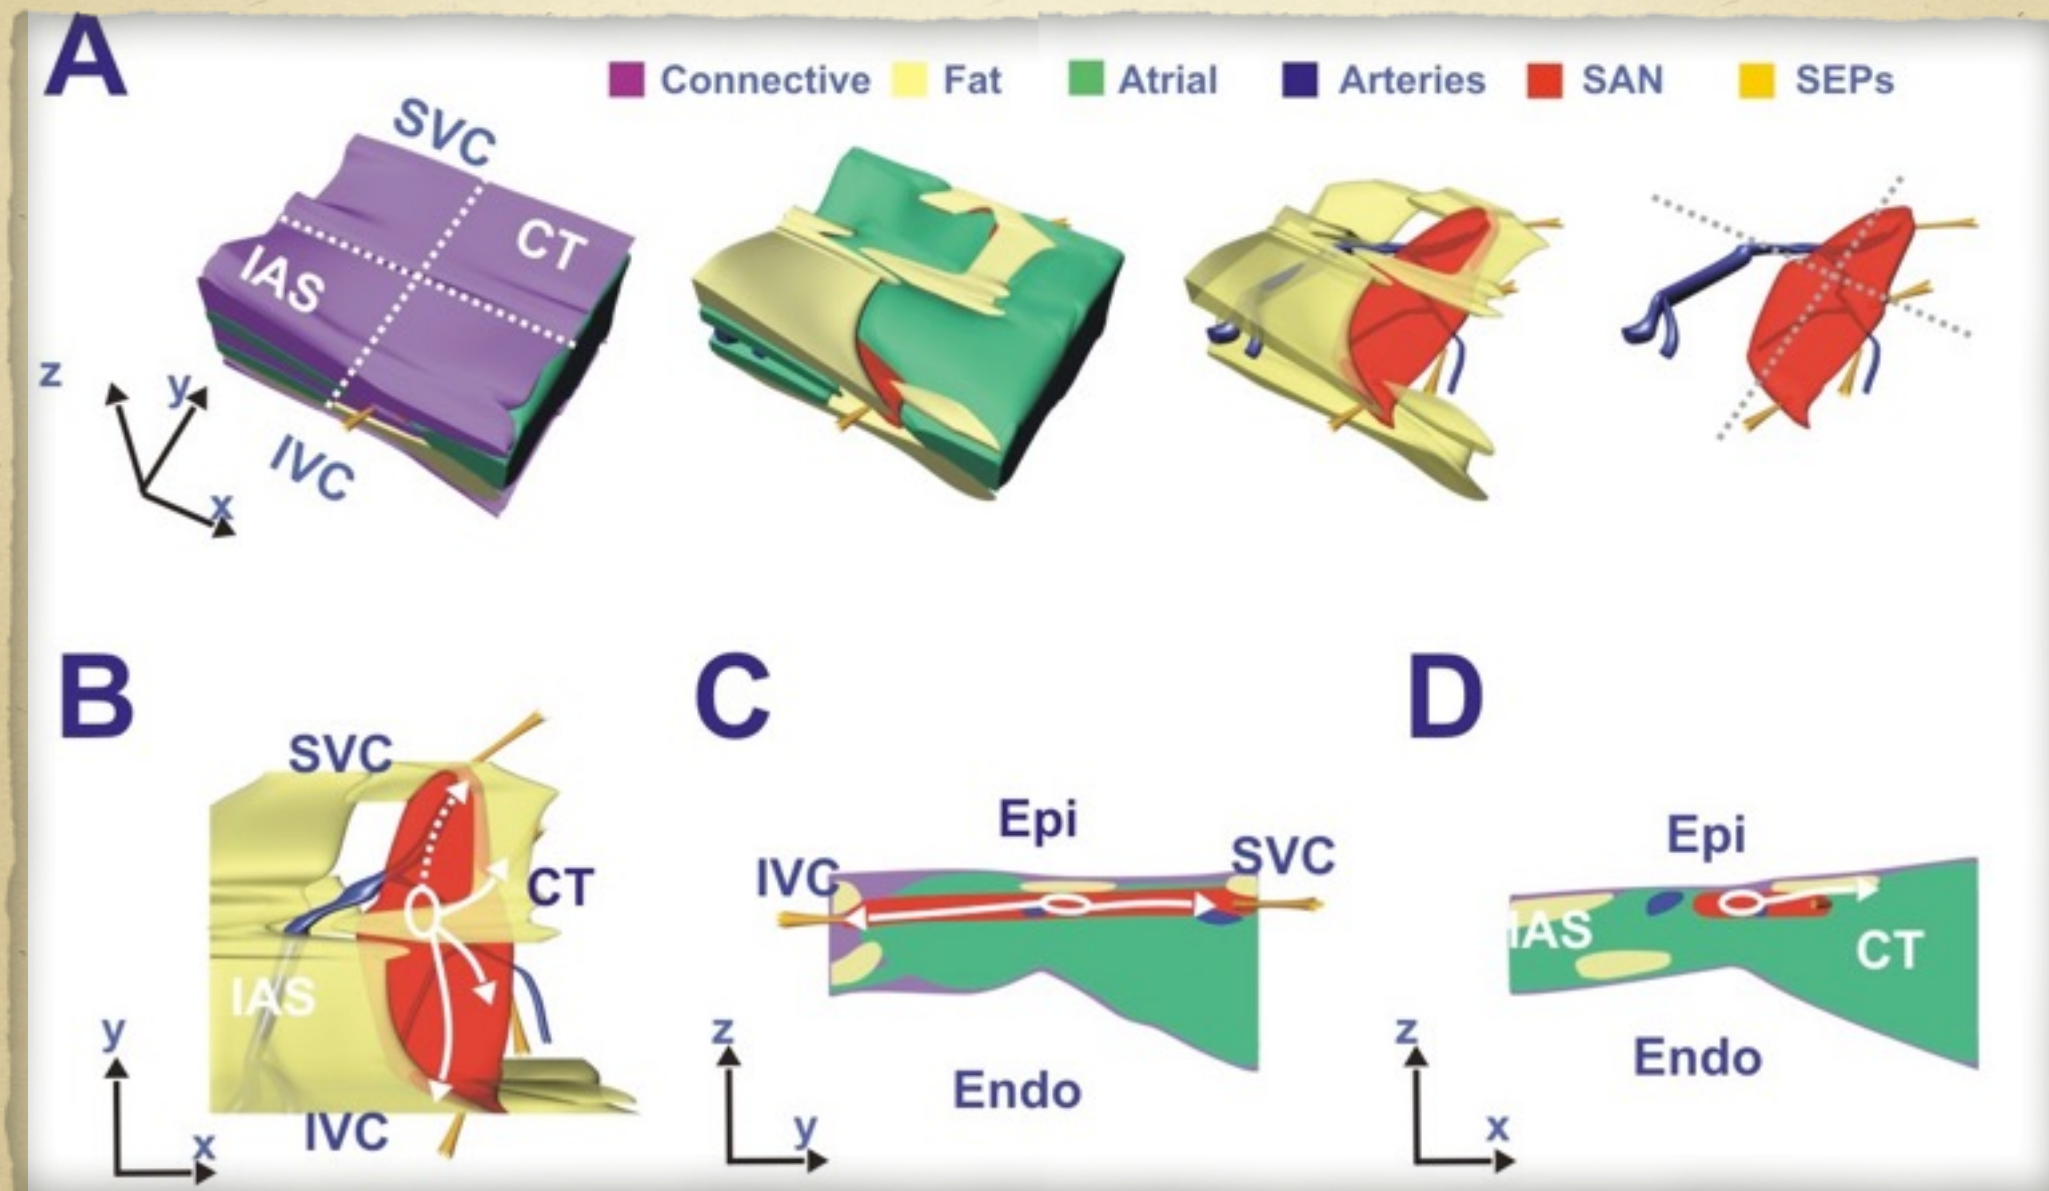 A
Connective Fat Atrial Arteries SAN SEPs
SVC
CT
IAS
IVC
z
y
x
B
SVC
CT
IAS
IVC
y
x
C
Epi
IVC
SVC
Endo
z
y
D
Epi
IAS
CT
Endo
z
x